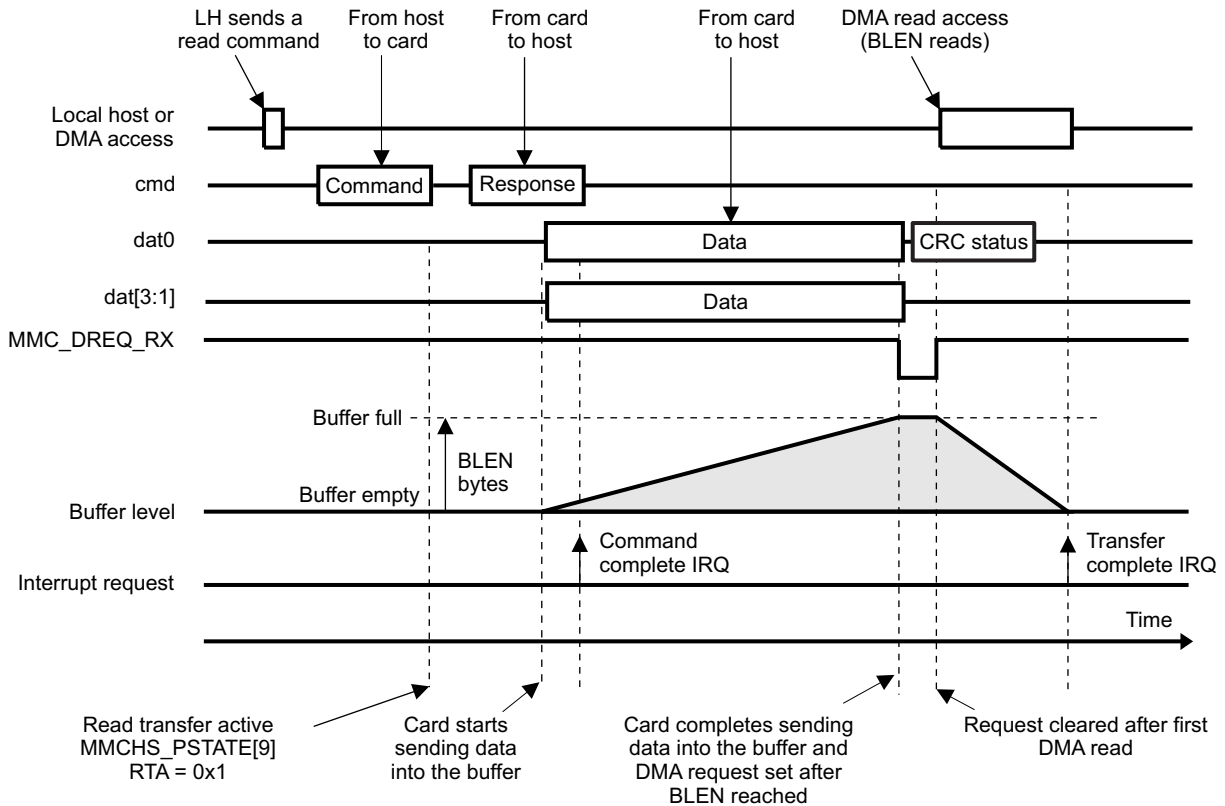 LH sends a
read command
From host
to card
From card
to host
From card
to host
DMA read access
(BLEN reads)
Local host or
DMA access
cmd
Command
Response
dat0
Data
CRC status
dat[3:1]
Data
MMC_DREQ_RX
Buffer full
BLEN
bytes
Buffer empty
Buffer level
Command
complete IRQ
Transfer
complete IRQ
Interrupt request
Time
Read transfer active
MMCHS_PSTATE[9]
RTA = 0x1
Card starts
sending data
into the buffer
Card completes sending
data into the buffer and
DMA request set after
BLEN reached
Request cleared after first
DMA read